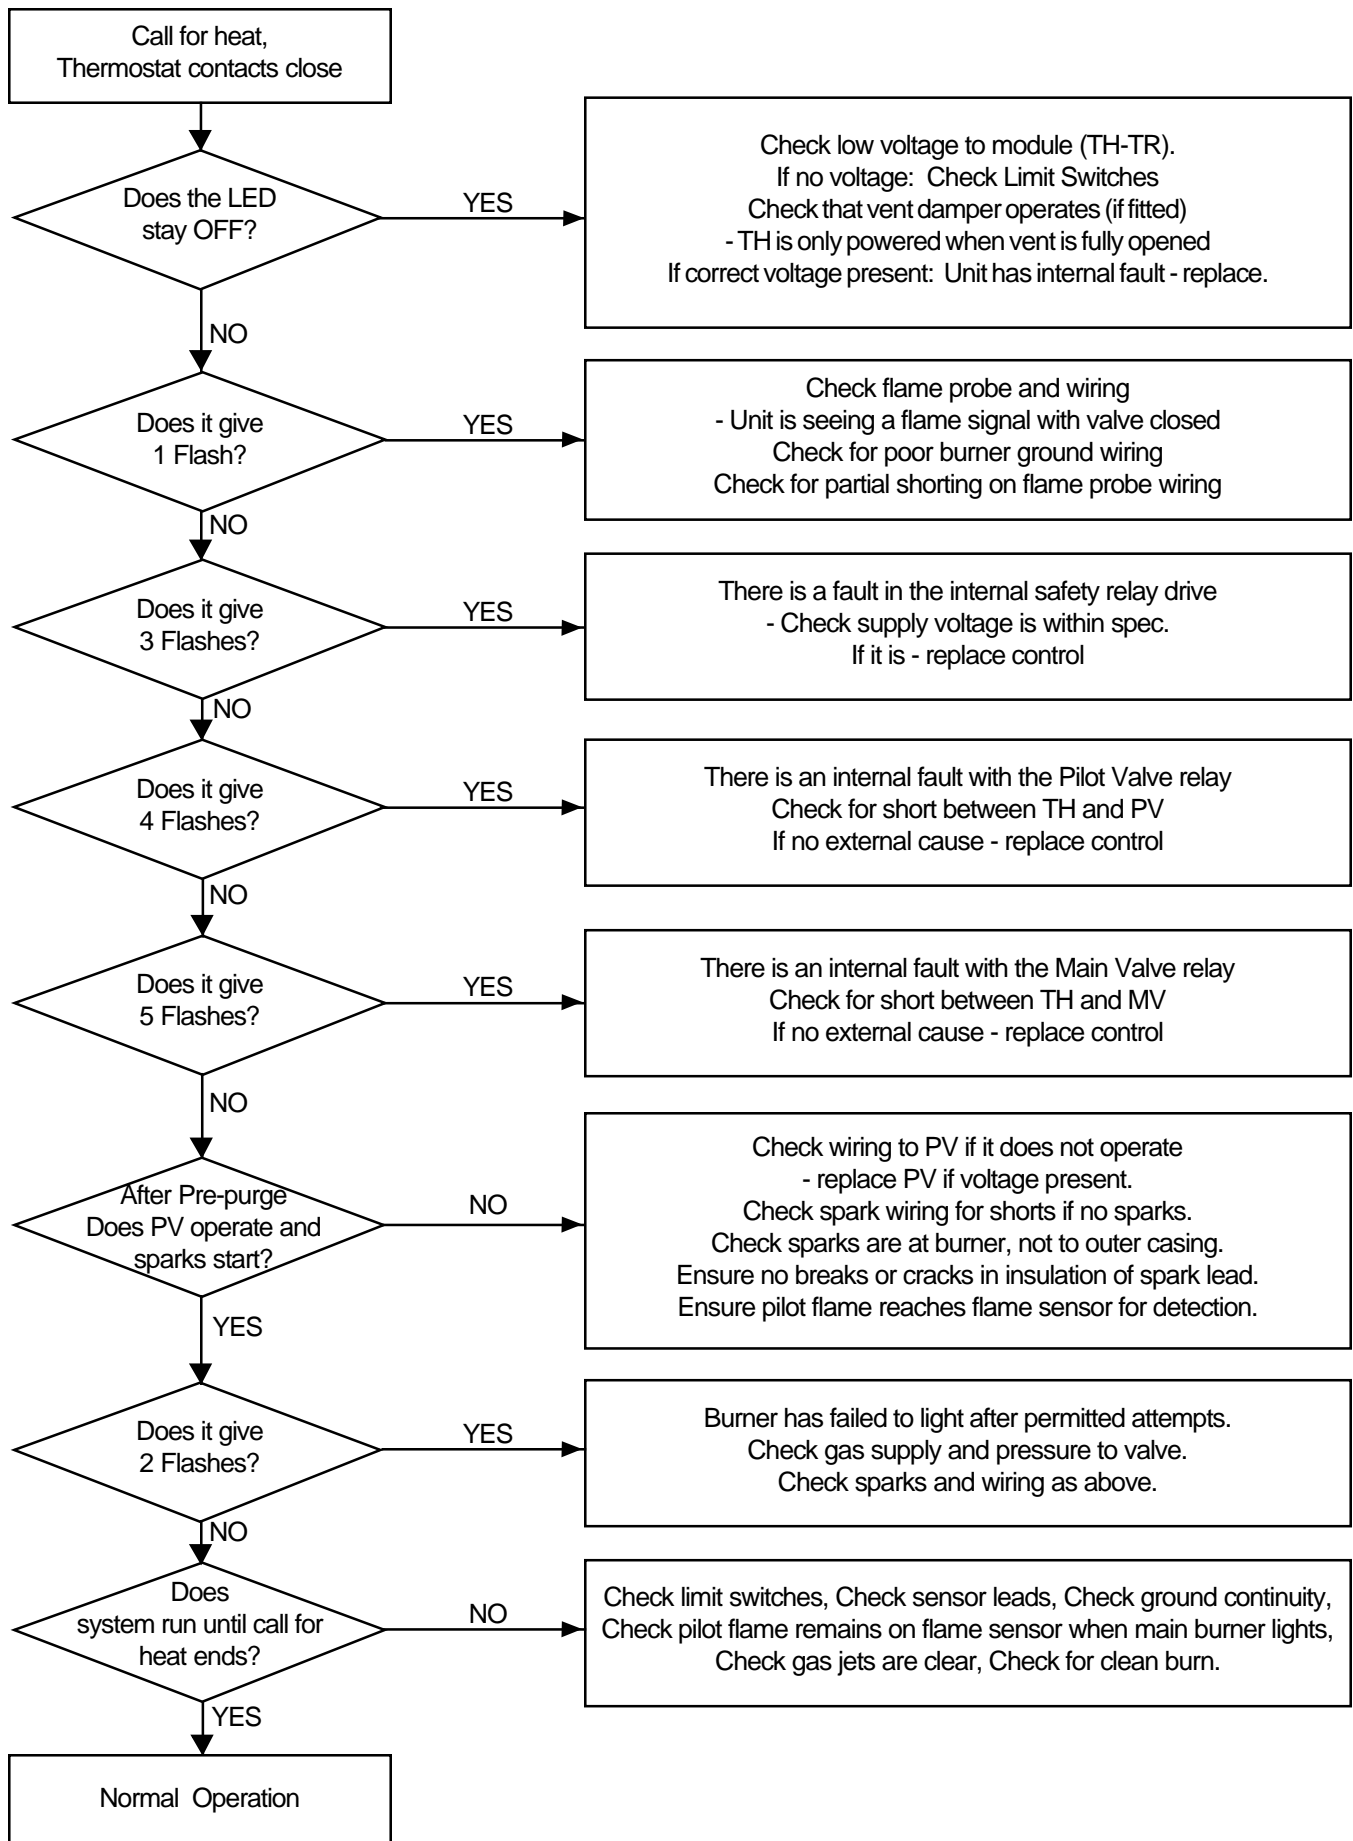 Call for heat,
Thermostat contacts close
Does the LED
stay OFF?
YES
Check low voltage to module (TH-TR).
If no voltage: Check Limit Switches
Check that vent damper operates (if fitted)
- TH is only powered when vent is fully opened
If correct voltage present: Unit has internal fault - replace.
NO
Does it give
1 Flash?
YES
Check flame probe and wiring
- Unit is seeing a flame signal with valve closed
Check for poor burner ground wiring
Check for partial shorting on flame probe wiring
NO
Does it give
3 Flashes?
YES
There is a fault in the internal safety relay drive
- Check supply voltage is within spec.
If it is - replace control
NO
Does it give
4 Flashes?
YES
There is an internal fault with the Pilot Valve relay
Check for short between TH and PV
If no external cause - replace control
NO
Does it give
5 Flashes?
YES
There is an internal fault with the Main Valve relay
Check for short between TH and MV
If no external cause - replace control
NO
After Pre-purge
Does PV operate and
sparks start?
NO
Check wiring to PV if it does not operate
- replace PV if voltage present.
Check spark wiring for shorts if no sparks.
Check sparks are at burner, not to outer casing.
Ensure no breaks or cracks in insulation of spark lead.
Ensure pilot flame reaches flame sensor for detection.
YES
Does it give
2 Flashes?
YES
Burner has failed to light after permitted attempts.
Check gas supply and pressure to valve.
Check sparks and wiring as above.
NO
Does
system run until call for
heat ends?
NO
Check limit switches, Check sensor leads, Check ground continuity,
Check pilot flame remains on flame sensor when main burner lights,
Check gas jets are clear, Check for clean burn.
YES
Normal Operation